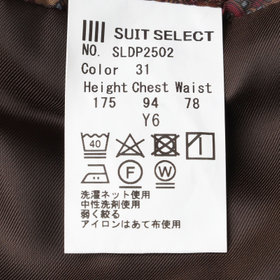 SUIT SELECT
NO. SLDP2502
Color 31
Height Chest Waist
175 94 78
Y6
40
F W
洗濯ネット使用
中性洗剤使用
弱く絞る
アイロンはあて布使用